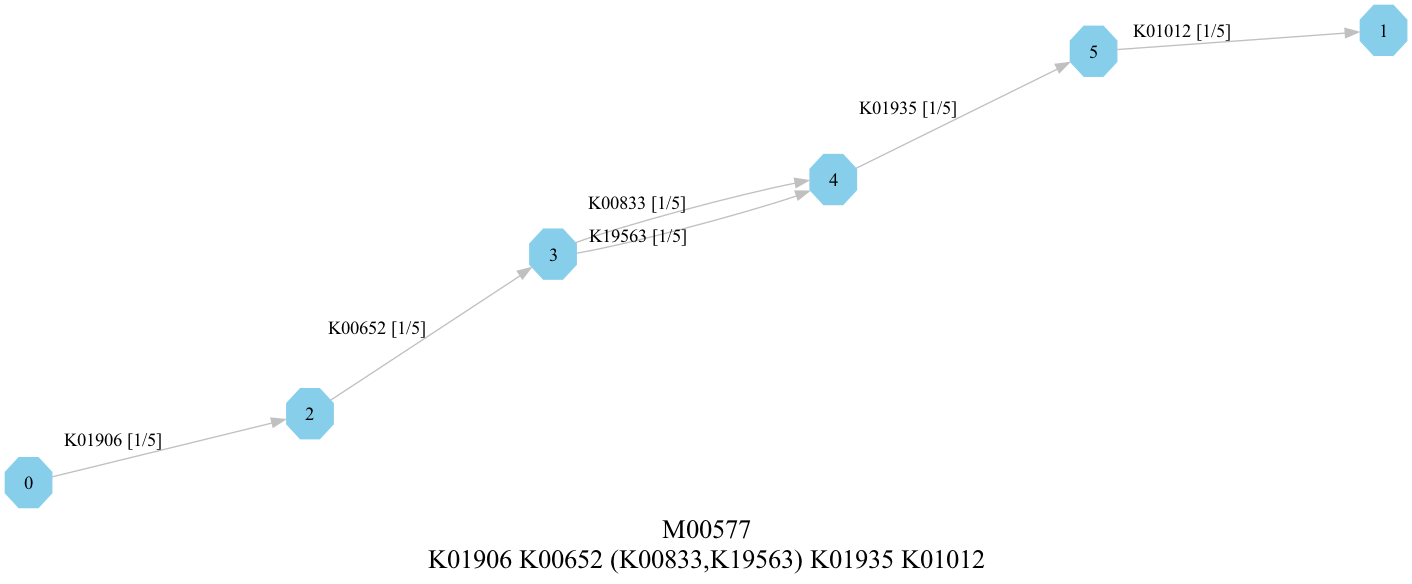 1
K01012 [1/5]
5
K01935 [1/5]
4
K00833 [1/5]
K19563 [1/5]
3
K00652 [1/5]
2
K01906 [1/5]
0
M00577
K01906 K00652 (K00833,K19563) K01935 K01012